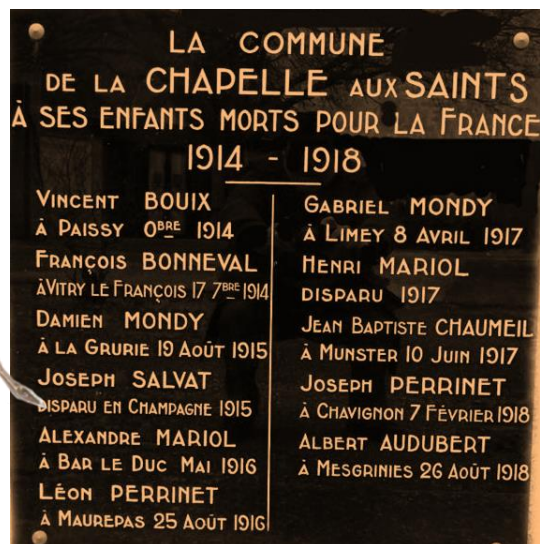 LA COMMUNE
DE LA CHAPELLE AUX SAINTS
À SES ENFANTS MORTS POUR LA FRANCE
1914 - 1918
VINCENT BOUIX
À PAISSY OBRE 1914
FRANÇOIS BONNEVAL
À VITRY LE FRANÇOIS 17 7BRE 1914
DAMIEN MONDY
À LA GRURIE 19 AOÛT 1915
JOSEPH SALVAT
DISPARU EN CHAMPAGNE 1915
ALEXANDRE MARIOL
À BAR LE DUC MAI 1916
LÉON PERRINET
À MAUREPAS 25 AOÛT 1916
GABRIEL MONDY
À LIMEY 8 AVRIL 1917
HENRI MARIOL
DISPARU 1917
JEAN BAPTISTE CHAUMEIL
À MUNSTER 10 JUIN 1917
JOSEPH PERRINET
À CHAVIGNON 7 FÉVRIER 1918
ALBERT AUDUBERT
À MESGRINIES 26 AOÛT 1918